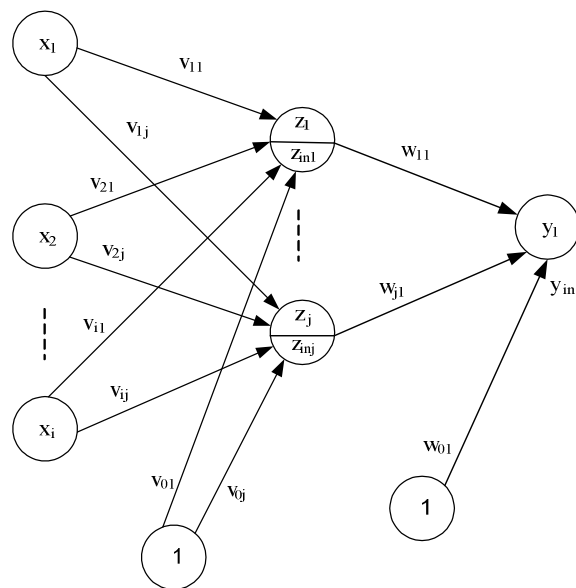 x1
v11
v1j
z1
zin1
w11
v21
x2
v2j
y1
yin
vi1
zj
zinj
wj1
vij
xi
v01
v0j
w01
1
1